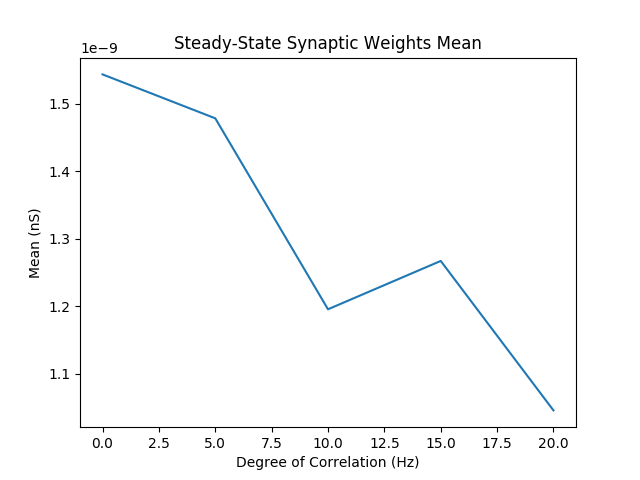 Steady-State Synaptic Weights Mean
1e−9
1.5
1.4
1.3
1.2
1.1
Mean (nS)
0.0 2.5 5.0 7.5 10.0 12.5 15.0 17.5 20.0
Degree of Correlation (Hz)